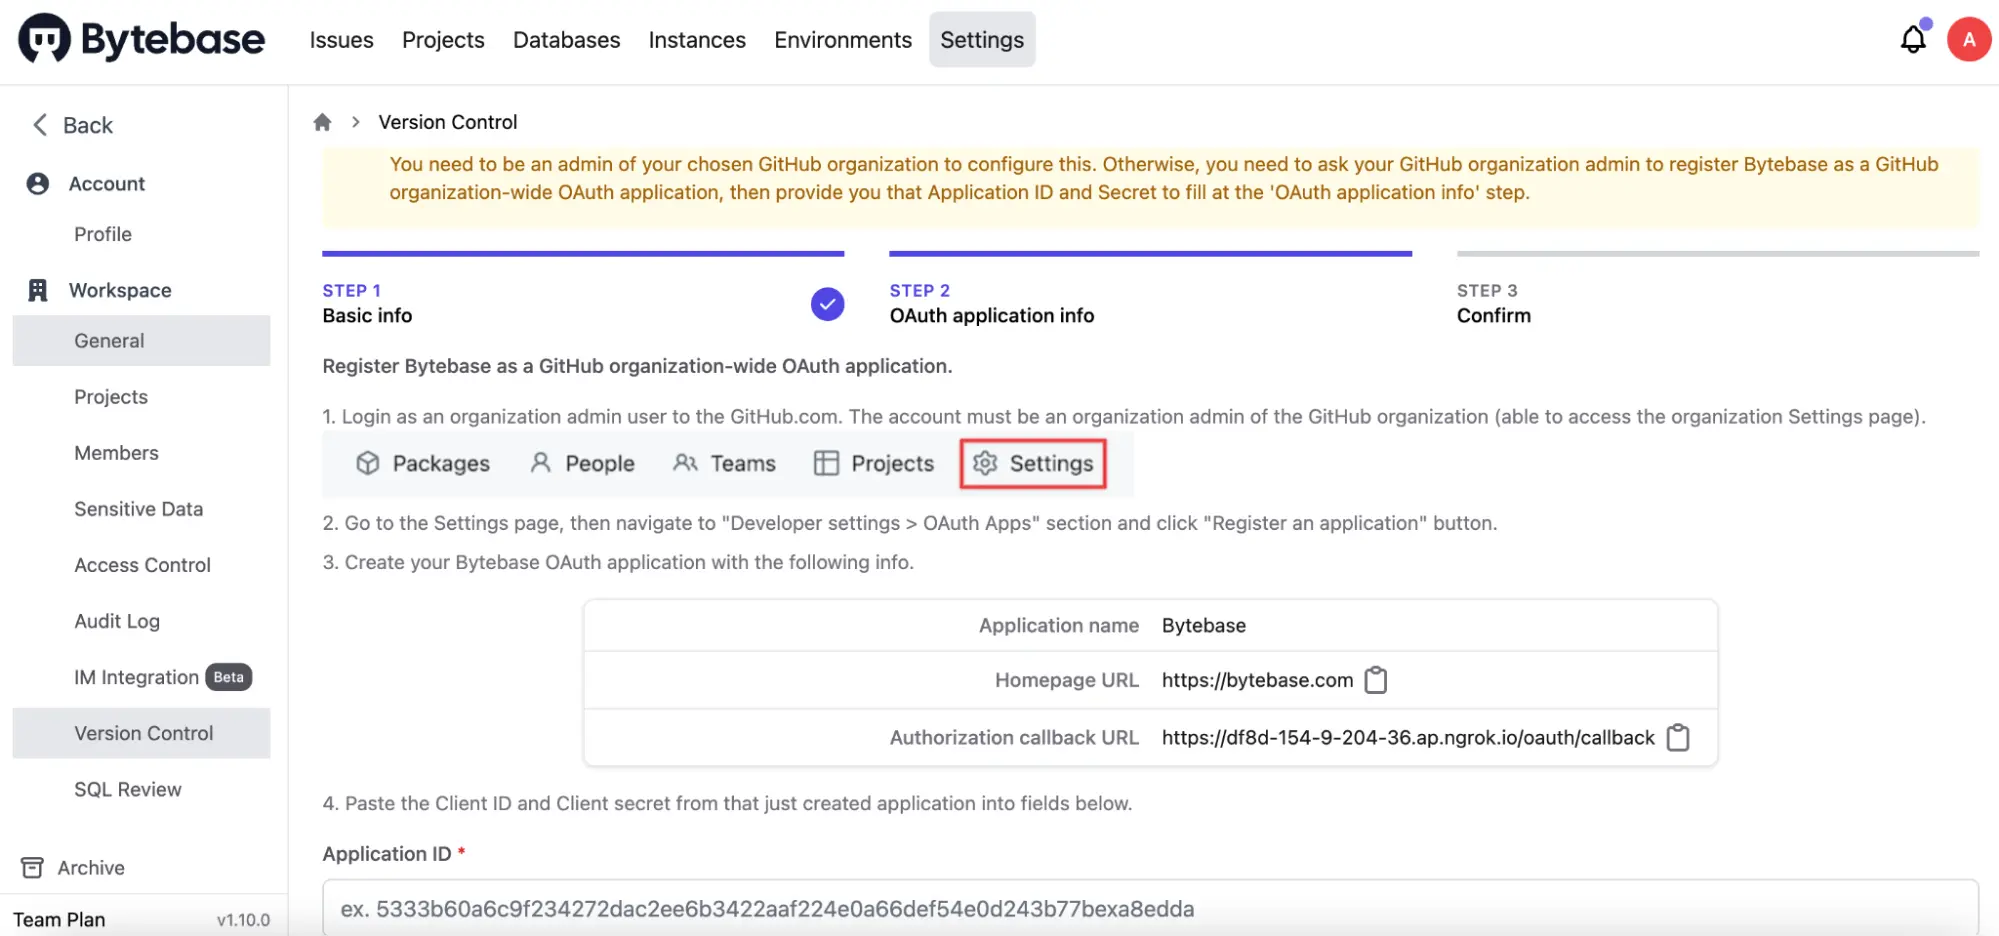 Bytebase
Issues
Projects
Databases
Instances
Environments
Settings
A
Back
Account
Profile
Workspace
General
Projects
Members
Sensitive Data
Access Control
Audit Log
IM Integration Beta
Version Control
SQL Review
Archive
Team Plan
v1.10.0
Version Control
You need to be an admin of your chosen GitHub organization to configure this. Otherwise, you need to ask your GitHub organization admin to register Bytebase as a GitHub
organization-wide OAuth application, then provide you that Application ID and Secret to fill at the 'OAuth application info' step.
STEP 1
Basic info
STEP 2
OAuth application info
STEP 3
Confirm
Register Bytebase as a GitHub organization-wide OAuth application.
1. Login as an organization admin user to the GitHub.com. The account must be an organization admin of the GitHub organization (able to access the organization Settings page).
Packages
People
Teams
Projects
Settings
2. Go to the Settings page, then navigate to "Developer settings > OAuth Apps" section and click "Register an application" button.
3. Create your Bytebase OAuth application with the following info.
Application name Bytebase
Homepage URL https://bytebase.com
Authorization callback URL https://df8d-154-9-204-36.ap.ngrok.io/oauth/callback
4. Paste the Client ID and Client secret from that just created application into fields below.
Application ID *
ex. 5333b60a6c9f234272dac2ee6b3422aaf224e0a66def54e0d243b77bexa8edda